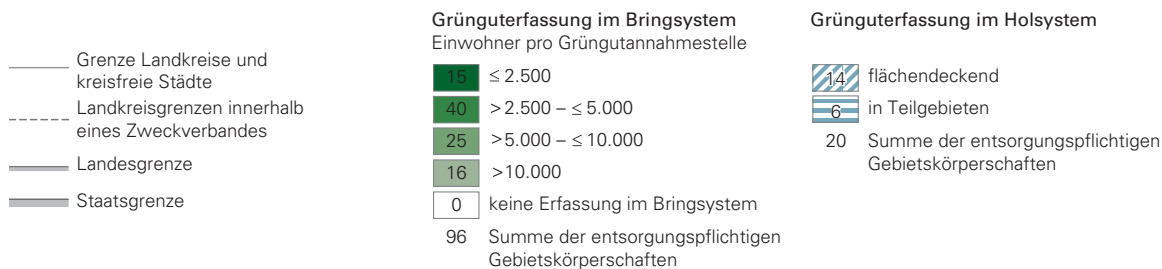 Grenze Landkreise und
kreisfreie Städte
Landkreisgrenzen innerhalb
eines Zweckverbandes
Landesgrenze
Staatsgrenze
Grünguterfassung im Bringsystem
Einwohner pro Grüngutannahmestelle
15 ≤ 2.500
40 > 2.500 – ≤ 5.000
25 > 5.000 – ≤ 10.000
16 >10.000
0 keine Erfassung im Bringsystem
96 Summe der entsorgungspflichtigen
Gebietskörperschaften
Grünguterfassung im Holsystem
14 flächendeckend
6 in Teilgebieten
20 Summe der entsorgungspflichtigen
Gebietskörperschaften